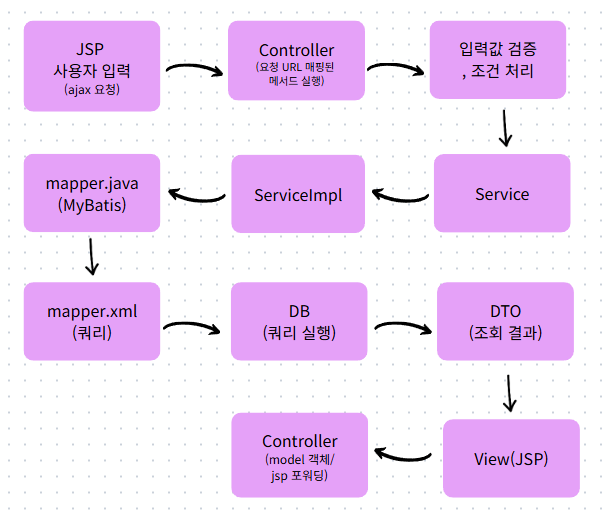 JSP
사용자 입력
(ajax 요청)
Controller
(요청 URL 매핑된
메서드 실행)
입력값 검증
, 조건 처리
mapper.java
(MyBatis)
ServiceImpl
Service
mapper.xml
(쿼리)
DB
(쿼리 실행)
DTO
(조회 결과)
Controller
(model 객체/
jsp 포워딩)
View(JSP)